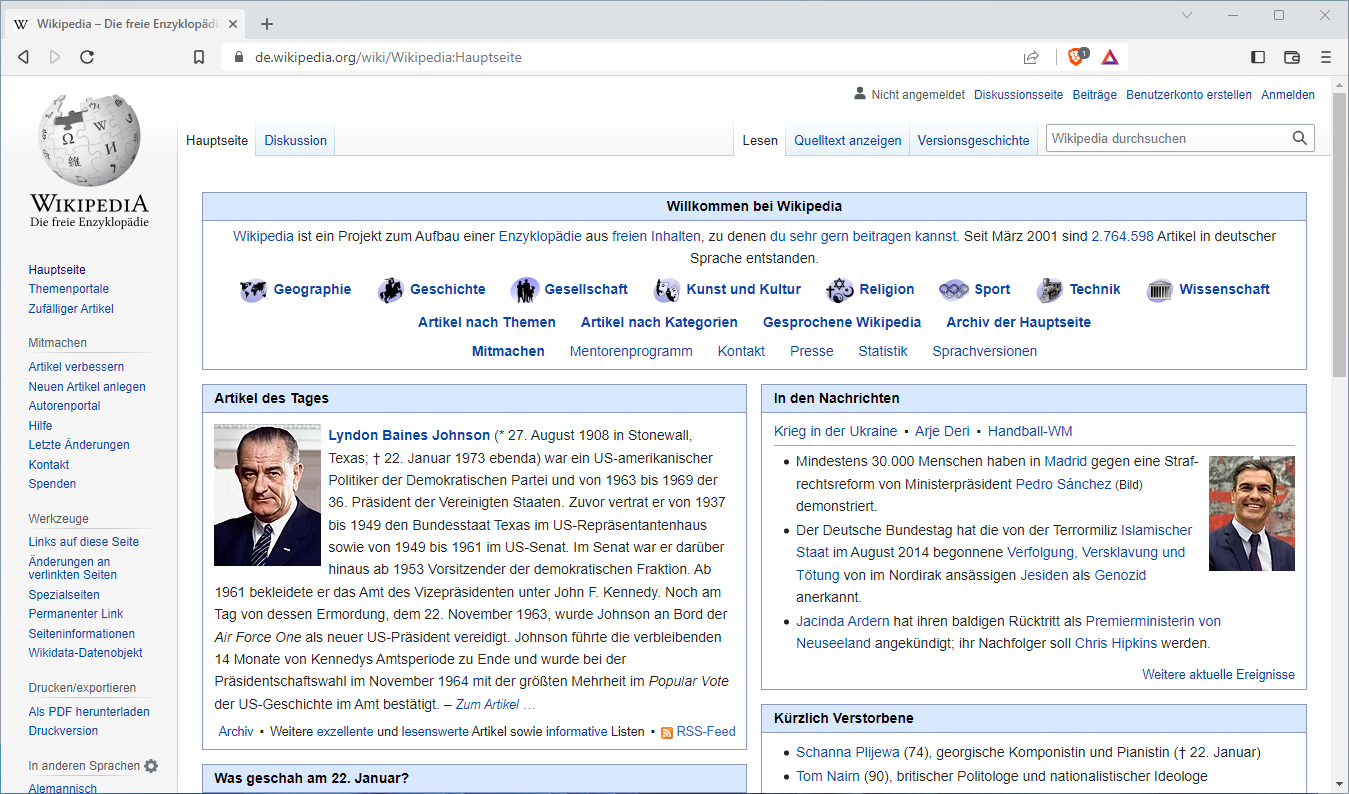 Wikipedia – Die freie Enzyklopädi
de.wikipedia.org/wiki/Wikipedia:Hauptseite
1
Nicht angemeldet Diskussionsseite Beiträge Benutzerkonto erstellen Anmelden
Hauptseite Diskussion Lesen Quelltext anzeigen Versionsgeschichte Wikipedia durchsuchen
WIKIPEDIA
Die freie Enzyklopädie
Hauptseite
Themenportale
Zufälliger Artikel
Mitmachen
Artikel verbessern
Neuen Artikel anlegen
Autorenportal
Hilfe
Letzte Änderungen
Kontakt
Spenden
Werkzeuge
Links auf diese Seite
Änderungen an
verlinkten Seiten
Spezialseiten
Permanenter Link
Seiteninformationen
Wikidata-Datenobjekt
Drucken/exportieren
Als PDF herunterladen
Druckversion
In anderen Sprachen
Alemannisch
Willkommen bei Wikipedia
Wikipedia ist ein Projekt zum Aufbau einer Enzyklopädie aus freien Inhalten, zu denen du sehr gern beitragen kannst. Seit März 2001 sind 2.764.598 Artikel in deutscher
Sprache entstanden.
Geographie Geschichte Gesellschaft Kunst und Kultur Religion Sport Technik Wissenschaft
Artikel nach Themen Artikel nach Kategorien Gesprochene Wikipedia Archiv der Hauptseite
Mitmachen Mentorenprogramm Kontakt Presse Statistik Sprachversionen
Artikel des Tages
Lyndon Baines Johnson (* 27. August 1908 in Stonewall,
Texas; † 22. Januar 1973 ebenda) war ein US-amerikanischer
Politiker der Demokratischen Partei und von 1963 bis 1969 der
36. Präsident der Vereinigten Staaten. Zuvor vertrat er von 1937
bis 1949 den Bundesstaat Texas im US-Repräsentantenhaus
sowie von 1949 bis 1961 im US-Senat. Im Senat war er darüber
hinaus ab 1953 Vorsitzender der demokratischen Fraktion. Ab
1961 bekleidete er das Amt des Vizepräsidenten unter John F. Kennedy. Noch am
Tag von dessen Ermordung, dem 22. November 1963, wurde Johnson an Bord der
Air Force One als neuer US-Präsident vereidigt. Johnson führte die verbleibenden
14 Monate von Kennedys Amtsperiode zu Ende und wurde bei der
Präsidentschaftswahl im November 1964 mit der größten Mehrheit im Popular Vote
der US-Geschichte im Amt bestätigt. – Zum Artikel …
Archiv ▪ Weitere exzellente und lesenswerte Artikel sowie informative Listen ▪ RSS-Feed
Was geschah am 22. Januar?
In den Nachrichten
Krieg in der Ukraine ▪ Arje Deri ▪ Handball-WM
• Mindestens 30.000 Menschen haben in Madrid gegen eine Straf-
rechtsreform von Ministerpräsident Pedro Sánchez (Bild)
demonstriert.
• Der Deutsche Bundestag hat die von der Terrormiliz Islamischer
Staat im August 2014 begonnene Verfolgung, Versklavung und
Tötung von im Nordirak ansässigen Jesiden als Genozid
anerkannt.
• Jacinda Ardern hat ihren baldigen Rücktritt als Premierministerin von
Neuseeland angekündigt; ihr Nachfolger soll Chris Hipkins werden.
Weitere aktuelle Ereignisse
Kürzlich Verstorbene
• Schanna Plijewa (74), georgische Komponistin und Pianistin († 22. Januar)
• Tom Nairn (90), britischer Politologe und nationalistischer Ideologe